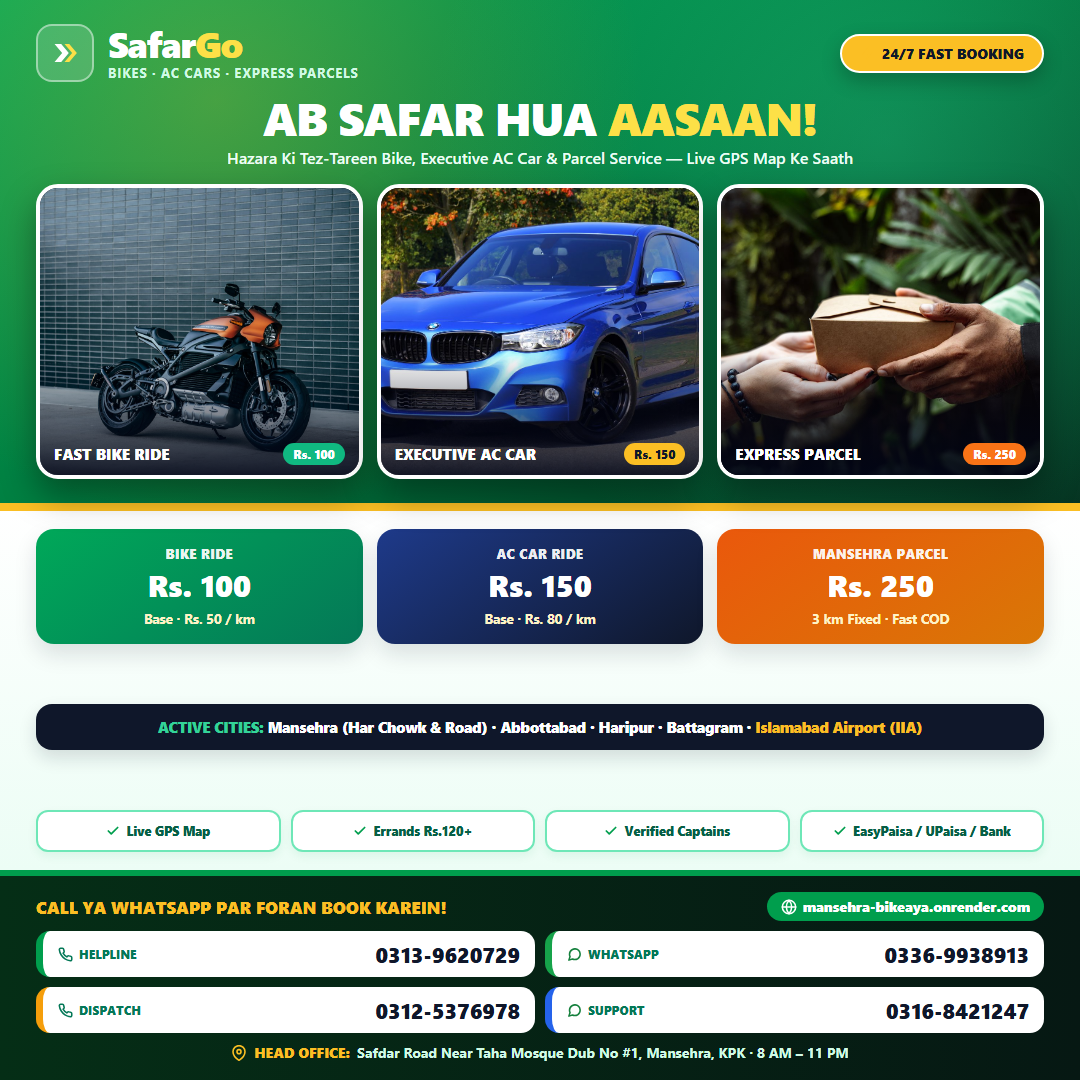 SafarGo
BIKES · AC CARS · EXPRESS PARCELS
24/7 FAST BOOKING
AB SAFAR HUA AASAAN!
Hazara Ki Tez-Tareen Bike, Executive AC Car & Parcel Service — Live GPS Map Ke Saath
FAST BIKE RIDE
Rs. 100
EXECUTIVE AC CAR
Rs. 150
EXPRESS PARCEL
Rs. 250
BIKE RIDE
Rs. 100
Base · Rs. 50 / km
AC CAR RIDE
Rs. 150
Base · Rs. 80 / km
MANSEHRA PARCEL
Rs. 250
3 km Fixed · Fast COD
ACTIVE CITIES: Mansehra (Har Chowk & Road) · Abbottabad · Haripur · Battagram · Islamabad Airport (IIA)
Live GPS Map
Errands Rs.120+
Verified Captains
EasyPaisa / UPaisa / Bank
CALL YA WHATSAPP PAR FORAN BOOK KAREIN!
mansehra-bikeaya.onrender.com
HELPLINE 0313-9620729
WHATSAPP 0336-9938913
DISPATCH 0312-5376978
SUPPORT 0316-8421247
HEAD OFFICE: Safdar Road Near Taha Mosque Dub No #1, Mansehra, KPK · 8 AM – 11 PM